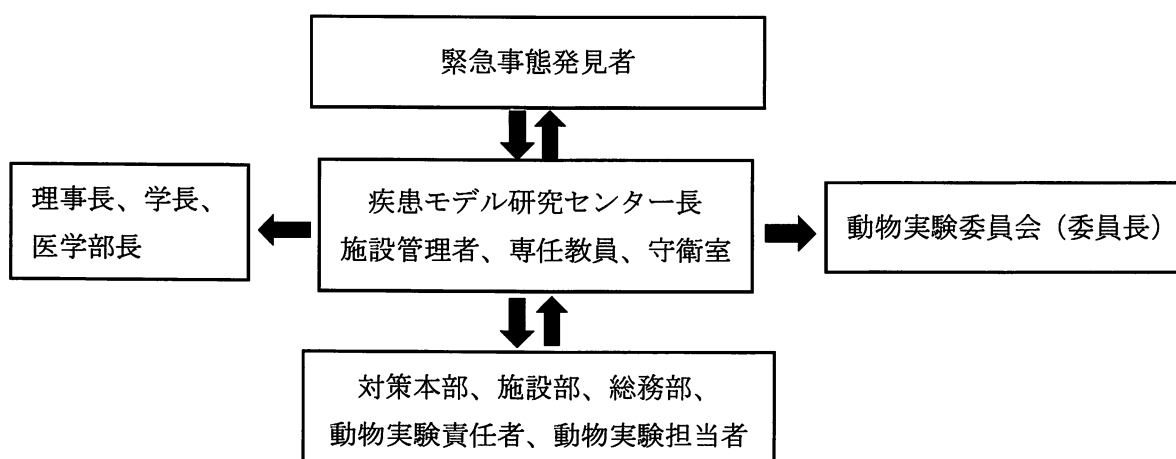 緊急事態発見者
理事長、学長、
医学部長
疾患モデル研究センター長
施設管理者、専任教員、守衛室
動物実験委員会（委員長）
対策本部、施設部、総務部、
動物実験責任者、動物実験担当者